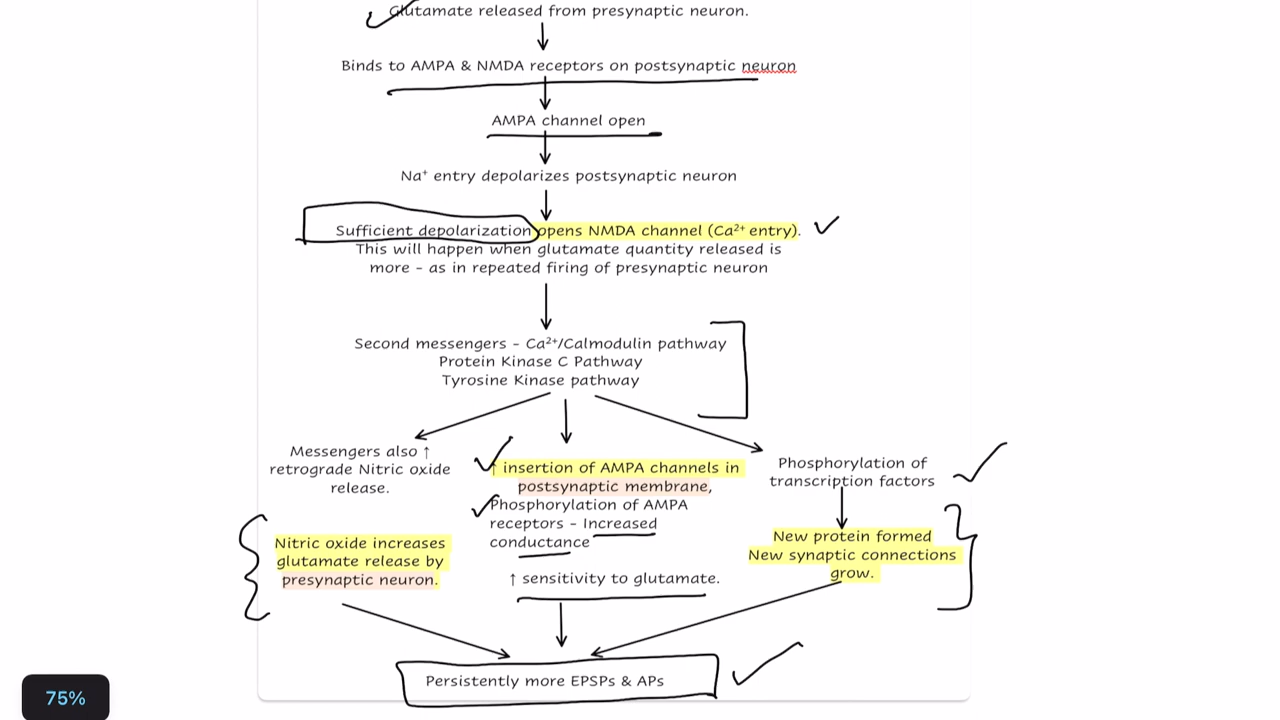 Glutamate released from presynaptic neuron.
Binds to AMPA & NMDA receptors on postsynaptic neuron
AMPA channel open
Na⁺ entry depolarizes postsynaptic neuron
Sufficient depolarization opens NMDA channel (Ca²⁺ entry).
This will happen when glutamate quantity released is
more - as in repeated firing of presynaptic neuron
Second messengers - Ca²⁺/Calmodulin pathway
Protein Kinase C Pathway
Tyrosine Kinase pathway
Messengers also ↑
retrograde Nitric oxide
release.
Nitric oxide increases
glutamate release by
presynaptic neuron.
↑ insertion of AMPA channels in
postsynaptic membrane,
Phosphorylation of AMPA
receptors - Increased
conductance
↑ sensitivity to glutamate.
Phosphorylation of
transcription factors
New protein formed
New synaptic connections
grow.
Persistently more EPSPs & APs
75%